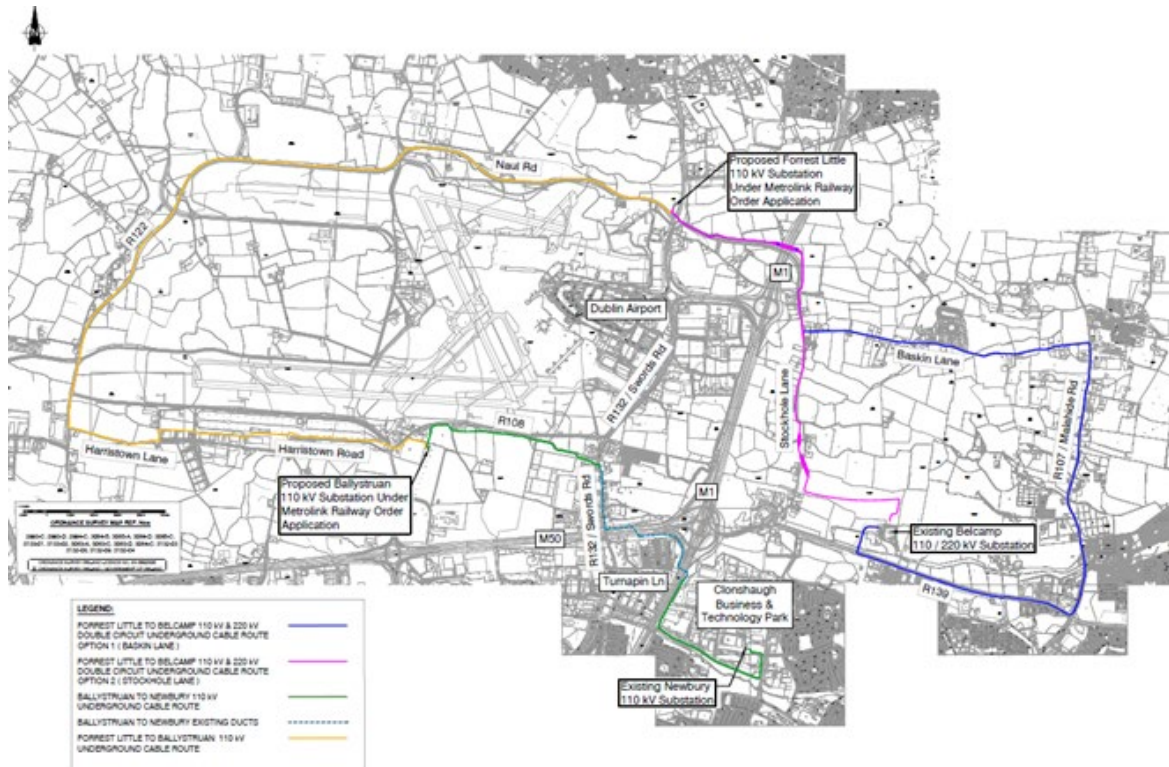 Naul Rd
Proposed Forrest Little
110 kV Substation
Under Metrolink Railway
Order Application
R122
M1
Dublin Airport
Baskin Lane
R132 / Swords Rd
Stockhole Lane
R107 / Malahide Rd
R108
Harristown Lane
Harristown Road
Proposed Ballystruan
110 kV Substation Under
Metrolink Railway Order
Application
R132 / Swords Rd
M1
M50
Existing Belcamp
110 / 220 kV Substation
R139
Turnapin Ln
Clonshaugh
Business &
Technology Park
Existing Newbury
110 kV Substation
ORDNANCE SURVEY MAP REF. Nos
LEGEND:
FORREST LITTLE TO BELCAMP 110 kV & 220 kV
DOUBLE CIRCUIT UNDERGROUND CABLE ROUTE
OPTION 1 ( BASKIN LANE )
FORREST LITTLE TO BELCAMP 110 kV & 220 kV
DOUBLE CIRCUIT UNDERGROUND CABLE ROUTE
OPTION 2 ( STOCKHOLE LANE )
BALLYSTRUAN TO NEWBURY 110 kV
UNDERGROUND CABLE ROUTE
BALLYSTRUAN TO NEWBURY EXISTING DUCTS
FORREST LITTLE TO BALLYSTRUAN 110 kV
UNDERGROUND CABLE ROUTE